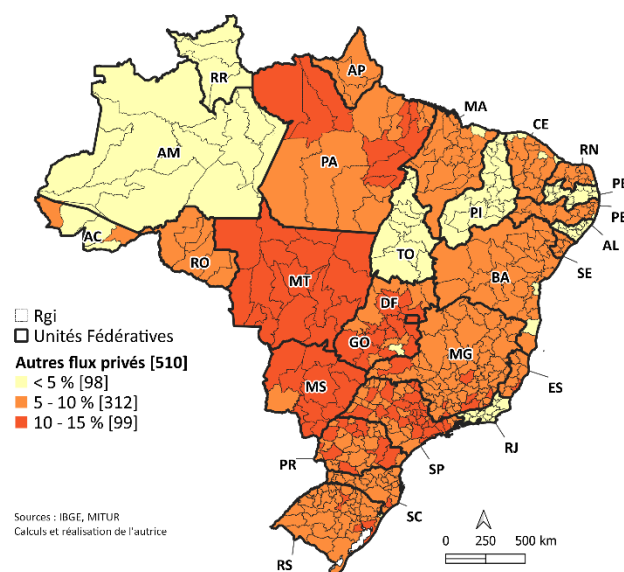 RR
AP
MA
CE
RN
PB
PE
AL
SE
AM
PA
PI
AC
TO
RO
BA
MT
DF
GO
MG
MS
ES
RJ
SP
PR
SC
RS
Rgi
Unités Fédératives
Autres flux privés [510]
< 5 % [98]
5 - 10 % [312]
10 - 15 % [99]
Sources : IBGE, MITUR
Calculs et réalisation de l'autrice
0 250 500 km